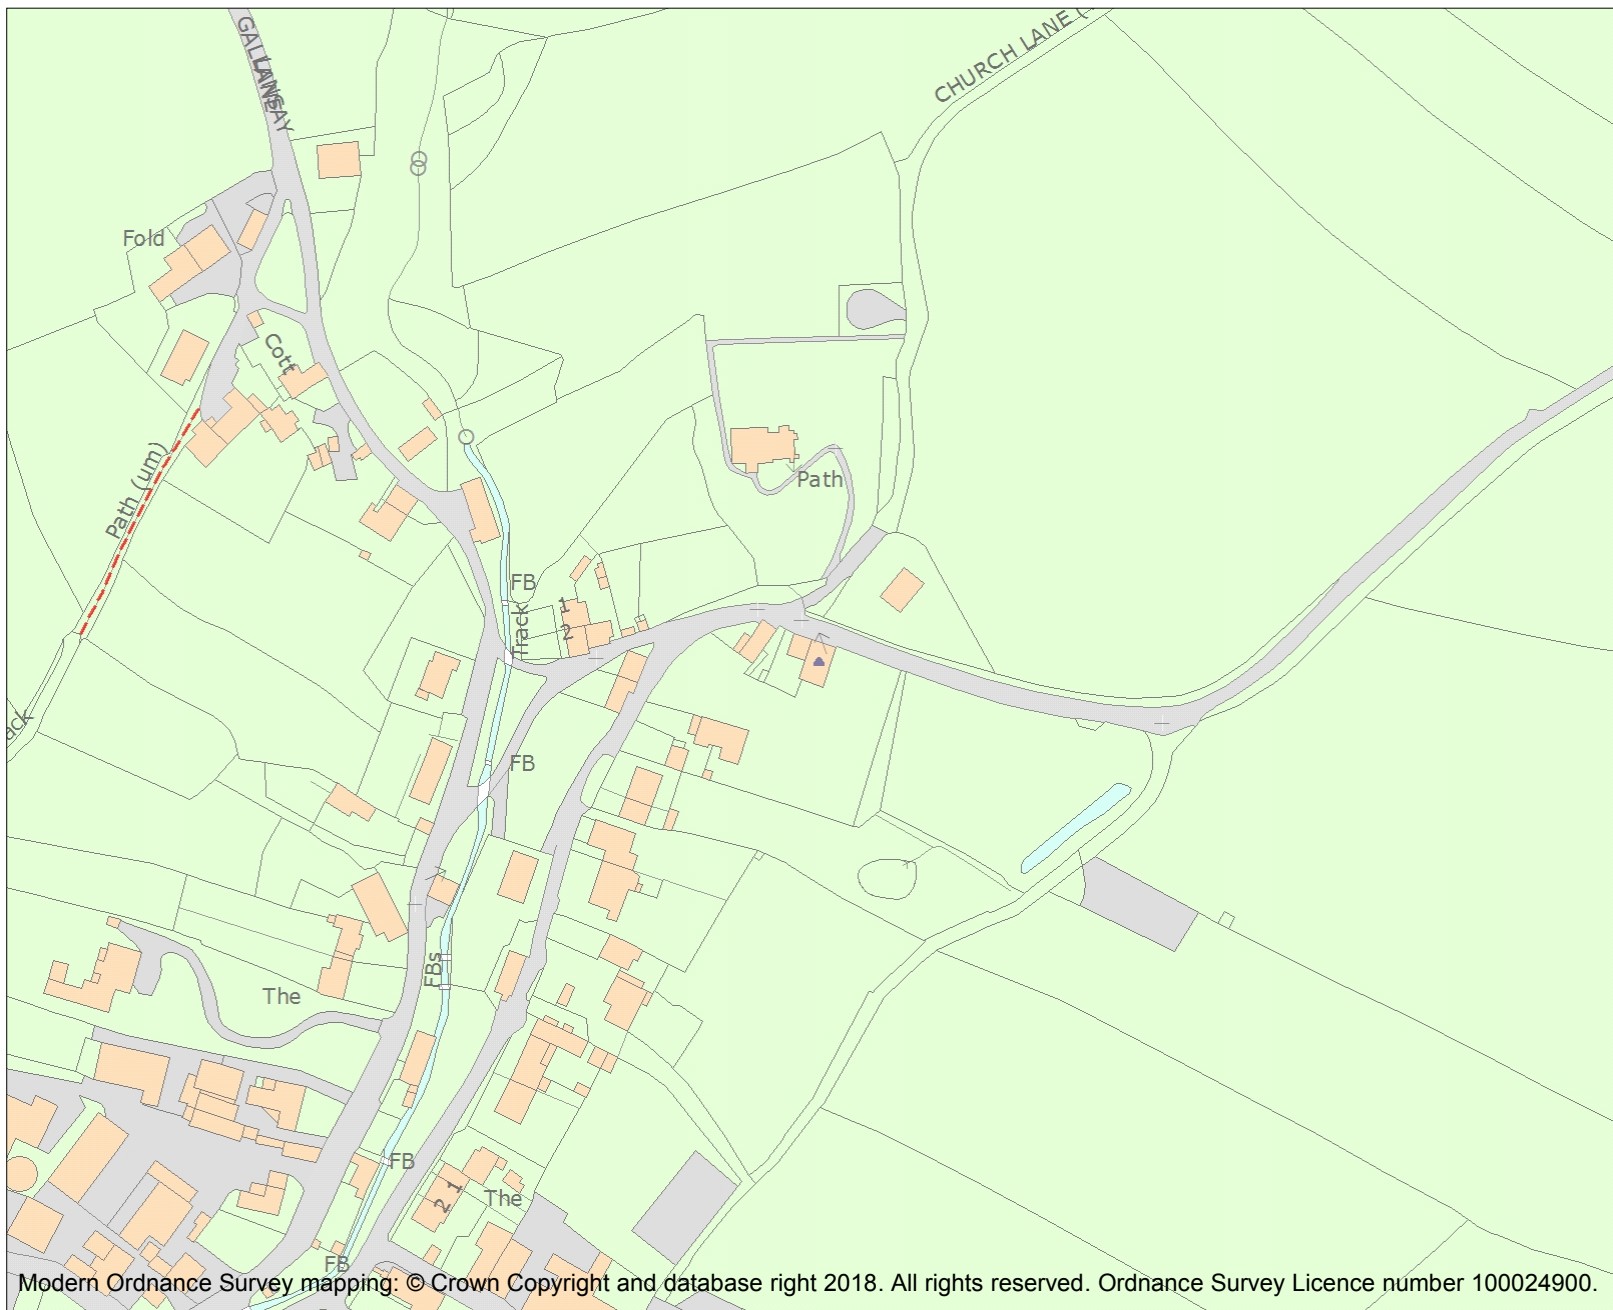 GALLANSAY
LANE
CHURCH LANE (
Fold
Cott
Path (um)
Path
FB
1
Track
2
ack
FB
FBs
The
FB
1
2
The
FB
Modern Ordnance Survey mapping: © Crown Copyright and database right 2018. All rights reserved. Ordnance Survey Licence number 100024900.